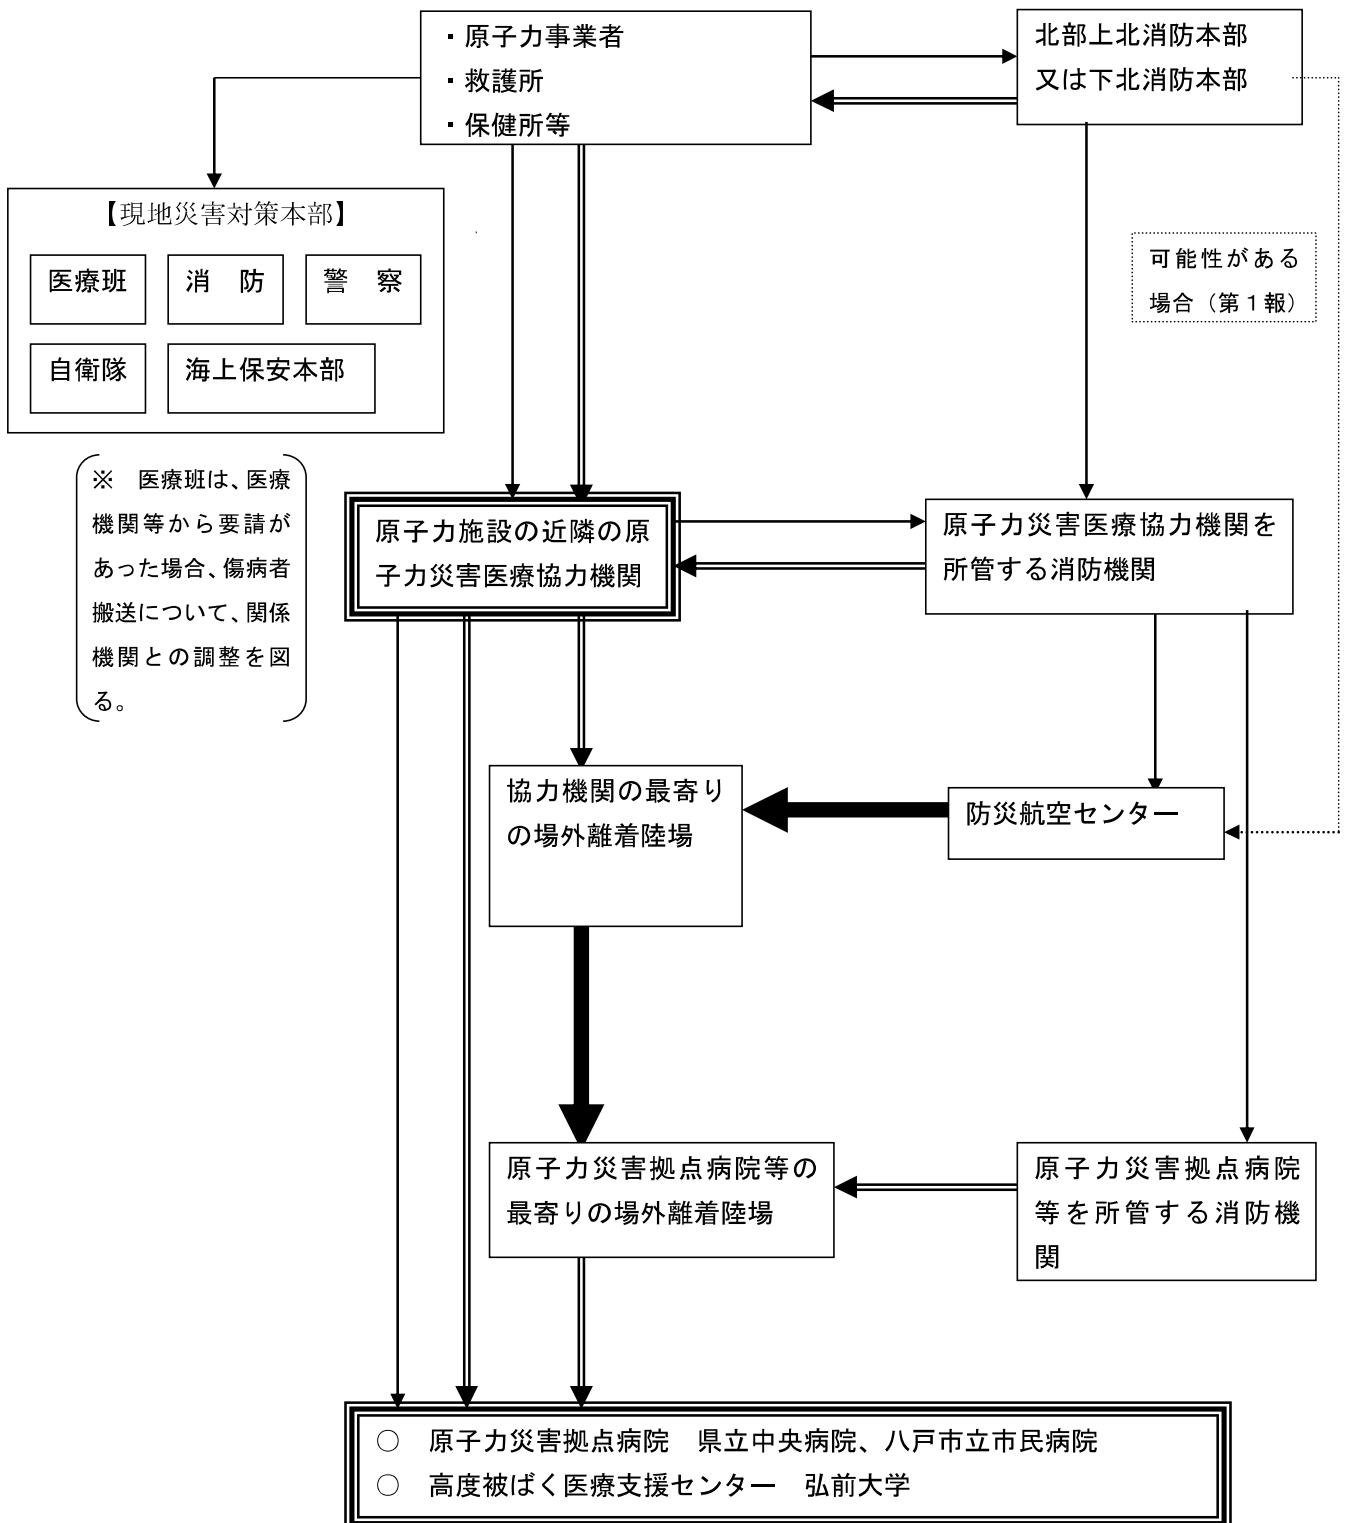 ・原子力事業者
・救護所
・保健所等
北部上北消防本部
又は下北消防本部
【現地災害対策本部】
医療班
消　防
警　察
自衛隊
海上保安本部
可能性がある
場合（第１報）
※　医療班は、医療
機関等から要請が
あった場合、傷病者
搬送について、関係
機関との調整を図
る。
原子力施設の近隣の原
子力災害医療協力機関
原子力災害医療協力機関を
所管する消防機関
協力機関の最寄り
の場外離着陸場
防災航空センター
原子力災害拠点病院等の
最寄りの場外離着陸場
原子力災害拠点病院
等を所管する消防機
関
○　原子力災害拠点病院　県立中央病院、八戸市立市民病院
○　高度被ばく医療支援センター　弘前大学